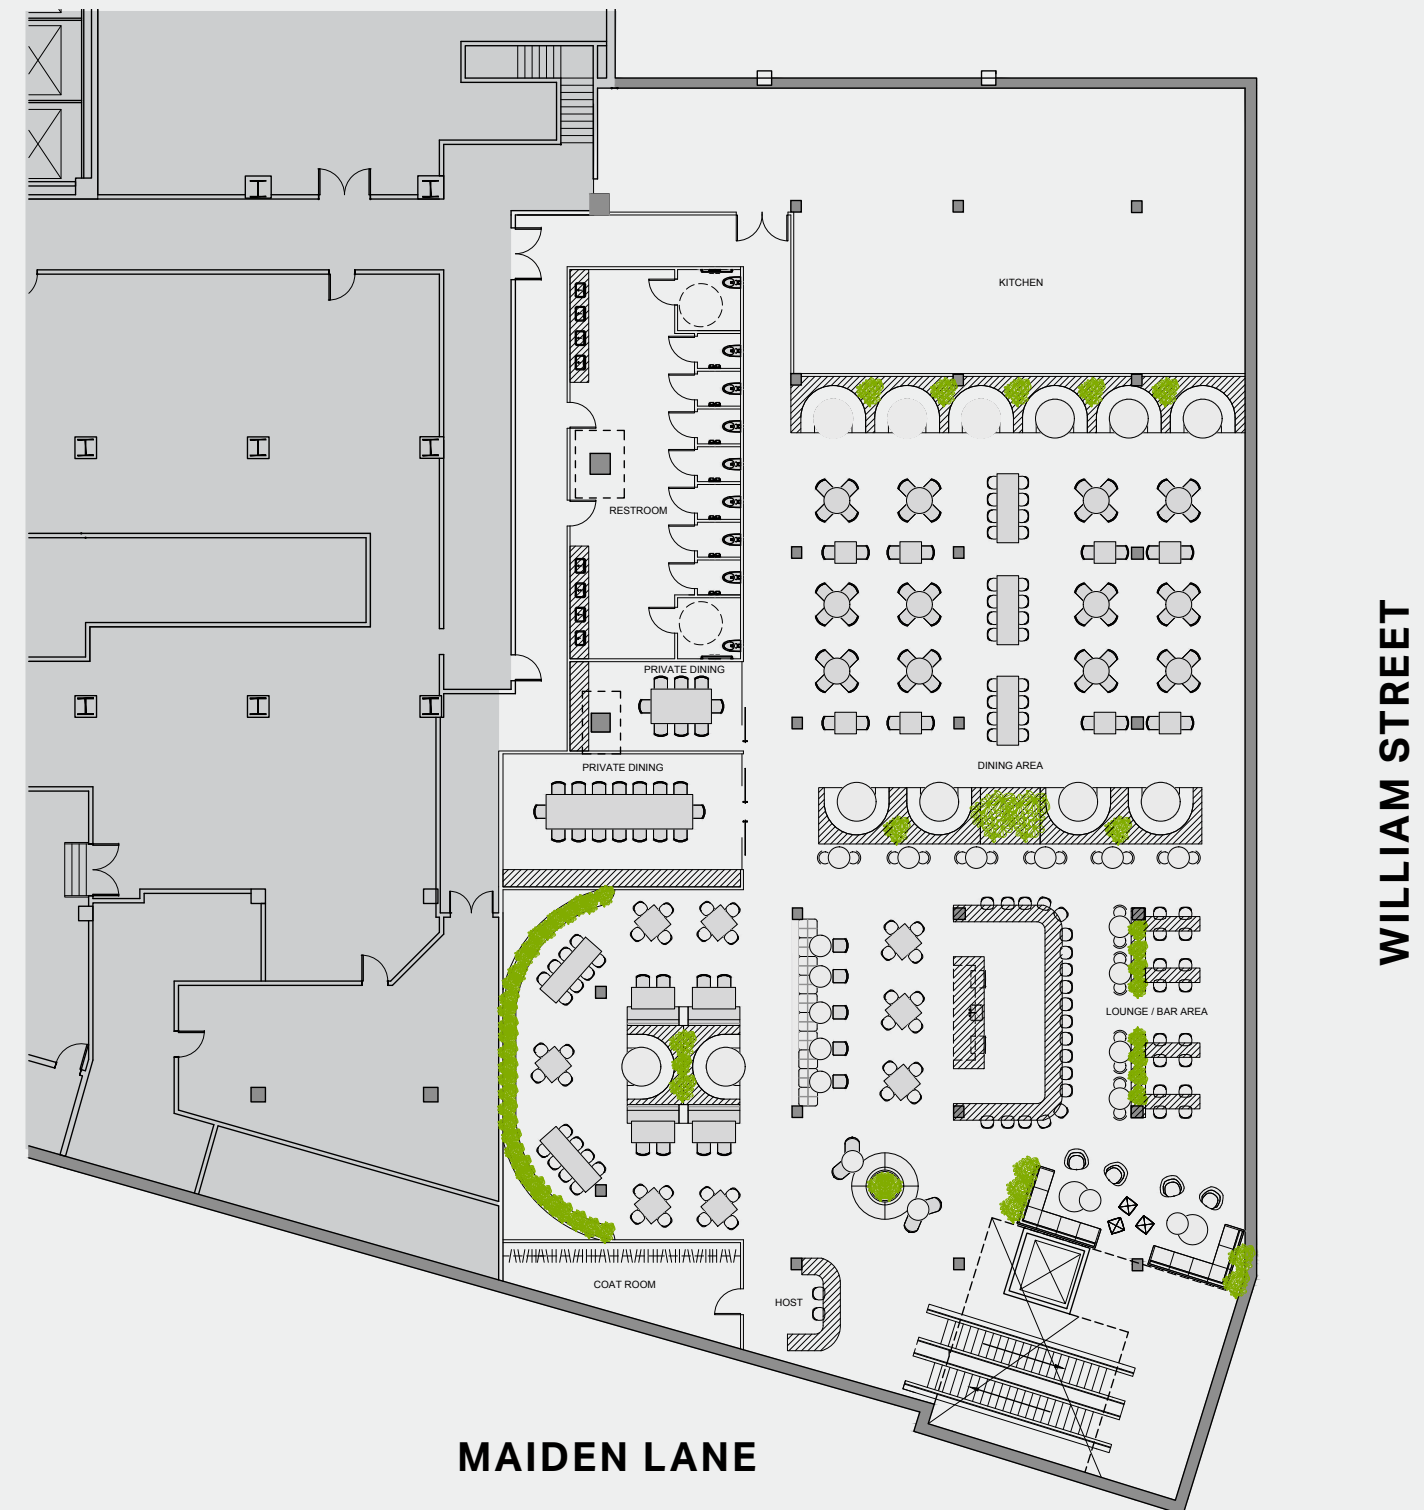 KITCHEN
RESTROOM
PRIVATE DINING
PRIVATE DINING
DINING AREA
LOUNGE / BAR AREA
COAT ROOM
HOST
WILLIAM STREET
MAIDEN LANE